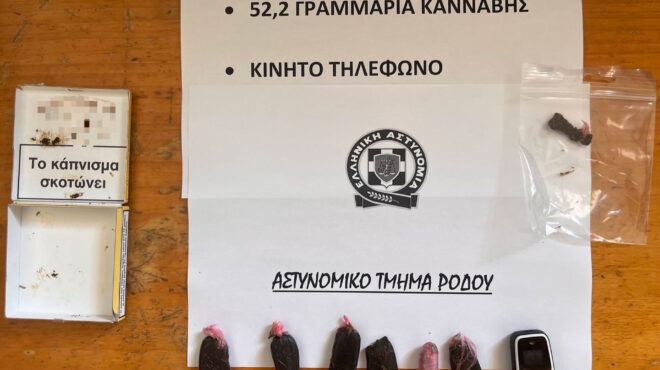 • 52,2 ΓΡΑΜΜΑΡΙΑ ΚΑΝΝΑΒΗΣ
• ΚΙΝΗΤΟ ΤΗΛΕΦΩΝΟ
Το κάπνισμα
σκοτώνει
ΕΛΛΗΝΙΚΗ ΑΣΤΥΝΟΜΙΑ
ΑΣΤΥΝΟΜΙΚΟ ΤΜΗΜΑ ΡΟΔΟΥ